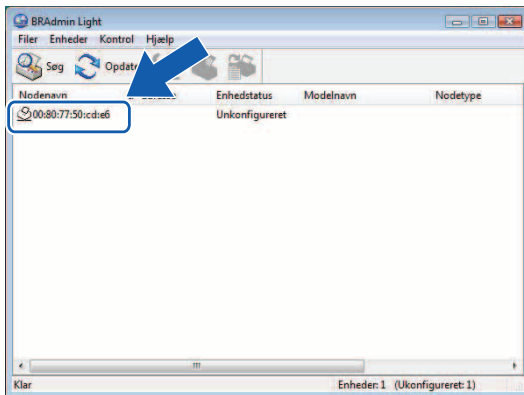 BRAdmin Light
Filer Enheder Kontrol Hjælp
Søg Opdat
Nodenavn Enhedstatus Modelnavn Nodetype
00:80:77:50:cd:e6 Unkonfigureret
Klar Enheder: 1 (Ukonfigureret: 1)